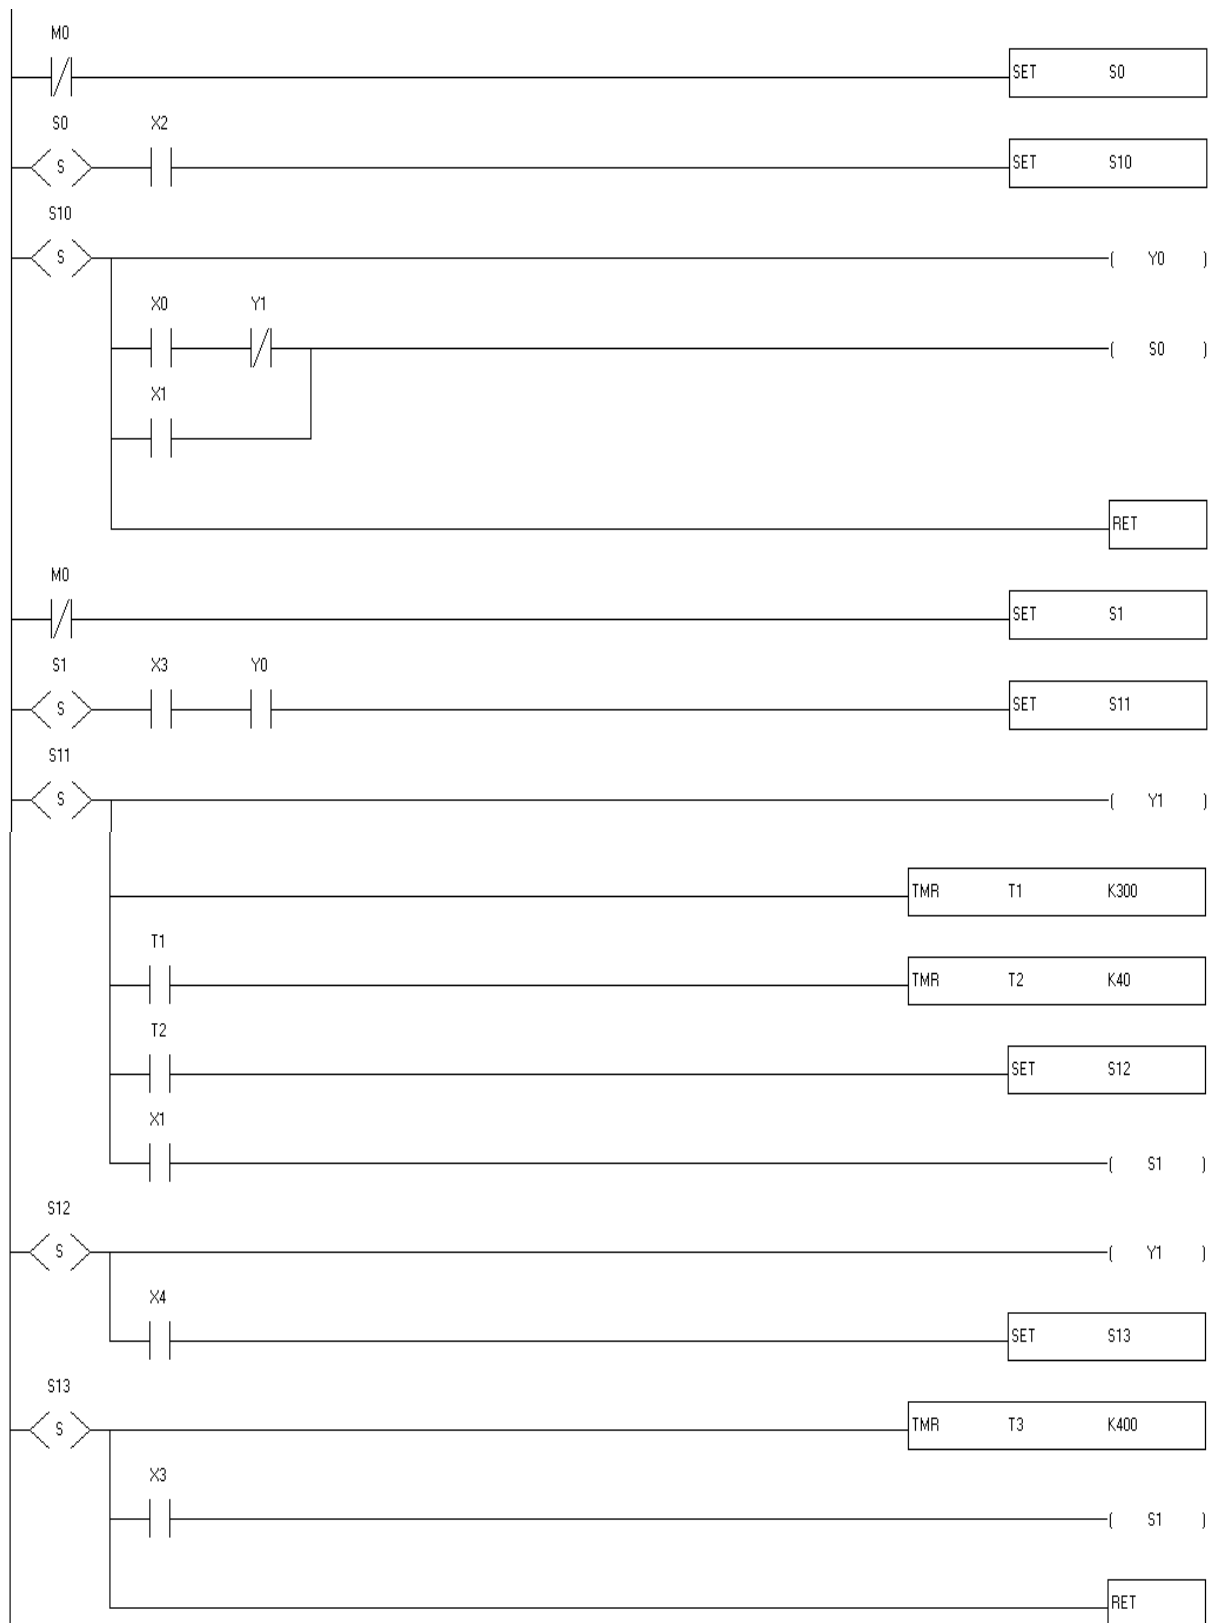 M0
SET S0
S0 X2
S SET S10
S10
S ( Y0 )
X0 Y1
( S0 )
X1
RET
M0
SET S1
S1 X3 Y0
S SET S11
S11
S ( Y1 )
TMR T1 K300
T1
TMR T2 K40
T2
SET S12
X1
( S1 )
S12
S ( Y1 )
X4
SET S13
S13
S TMR T3 K400
X3
( S1 )
RET